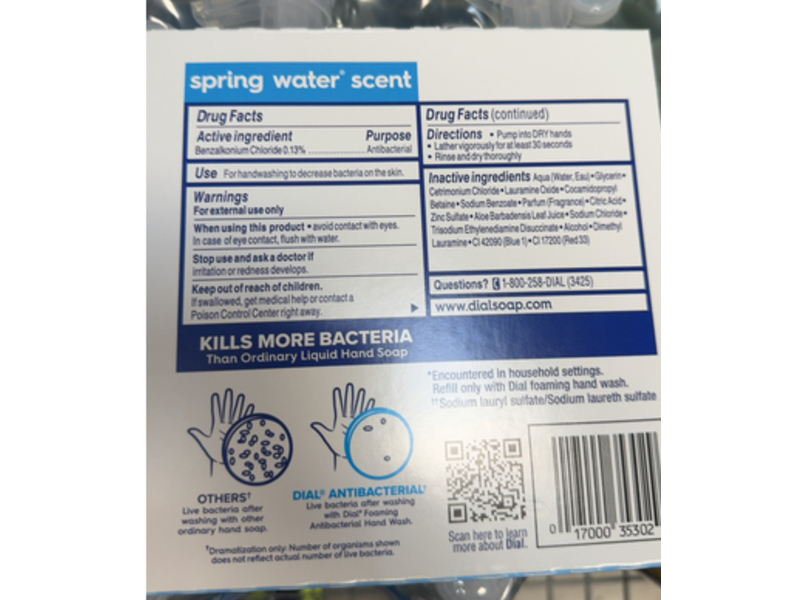 spring water® scent
Drug Facts
Active ingredient Purpose
Benzalkonium Chloride 0.13% Antibacterial
Use For handwashing to decrease bacteria on the skin.
Warnings
For external use only
When using this product • avoid contact with eyes.
In case of eye contact, flush with water.
Stop use and ask a doctor if
irritation or redness develops.
Keep out of reach of children.
If swallowed, get medical help or contact a
Poison Control Center right away.
Drug Facts (continued)
Directions • Pump into DRY hands
• Lather vigorously for at least 30 seconds
• Rinse and dry thoroughly
Inactive ingredients Aqua (Water, Eau) • Glycerin •
Cetrimonium Chloride • Lauramine Oxide • Cocamidopropyl
Betaine • Sodium Benzoate • Parfum (Fragrance) • Citric Acid •
Zinc Sulfate • Aloe Barbadensis Leaf Juice • Sodium Chloride •
Trisodium Ethylenediamine Disuccinate • Alcohol • Dimethyl
Lauramine • CI 42090 (Blue 1) • CI 17200 (Red 33)
Questions? 1-800-258-DIAL (3425)
www.dialsoap.com
KILLS MORE BACTERIA
Than Ordinary Liquid Hand Soap
*Encountered in household settings.
Refill only with Dial foaming hand wash.
††Sodium lauryl sulfate/Sodium laureth sulfate
OTHERS†
Live bacteria after
washing with other
ordinary hand soap.
DIAL® ANTIBACTERIAL†
Live bacteria after washing
with Dial® Foaming
Antibacterial Hand Wash.
†Dramatization only: Number of organisms shown
does not reflect actual number of live bacteria.
Scan here to learn
more about Dial.
0 17000 35302